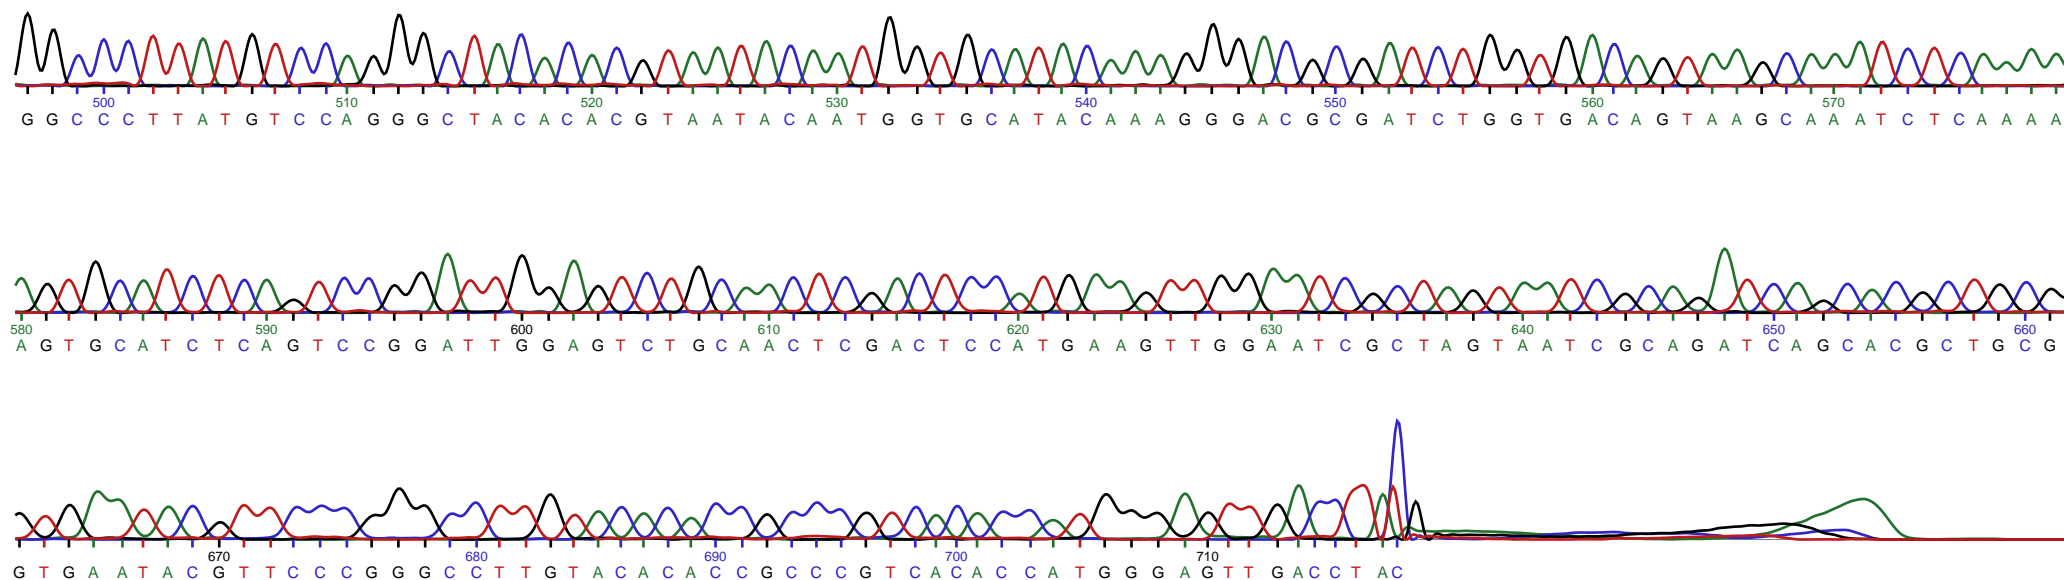 500 510 520 530 540 550 560 570
G G C C C T T A T G T C C A G G G C T A C A C A C G T A A T A C A A T G G T G C A T A C A A A G G G A C G C G A T C T G G T G A C A G T A A G C A A A T C T C A A A A
580 590 600 610 620 630 640 650 660
A G T G C A T C T C A G T C C G G A T T G G A G T C T G C A A C T C G A C T C C A T G A A G T T G G A A T C G C T A G T A A T C G C A G A T C A G C A C G C T G C G
670 680 690 700 710
G T G A A T A C G T T C C C G G G C C T T G T A C A C A C C G C C C G T C A C A C C A T G G G A G T T G A C C T A C